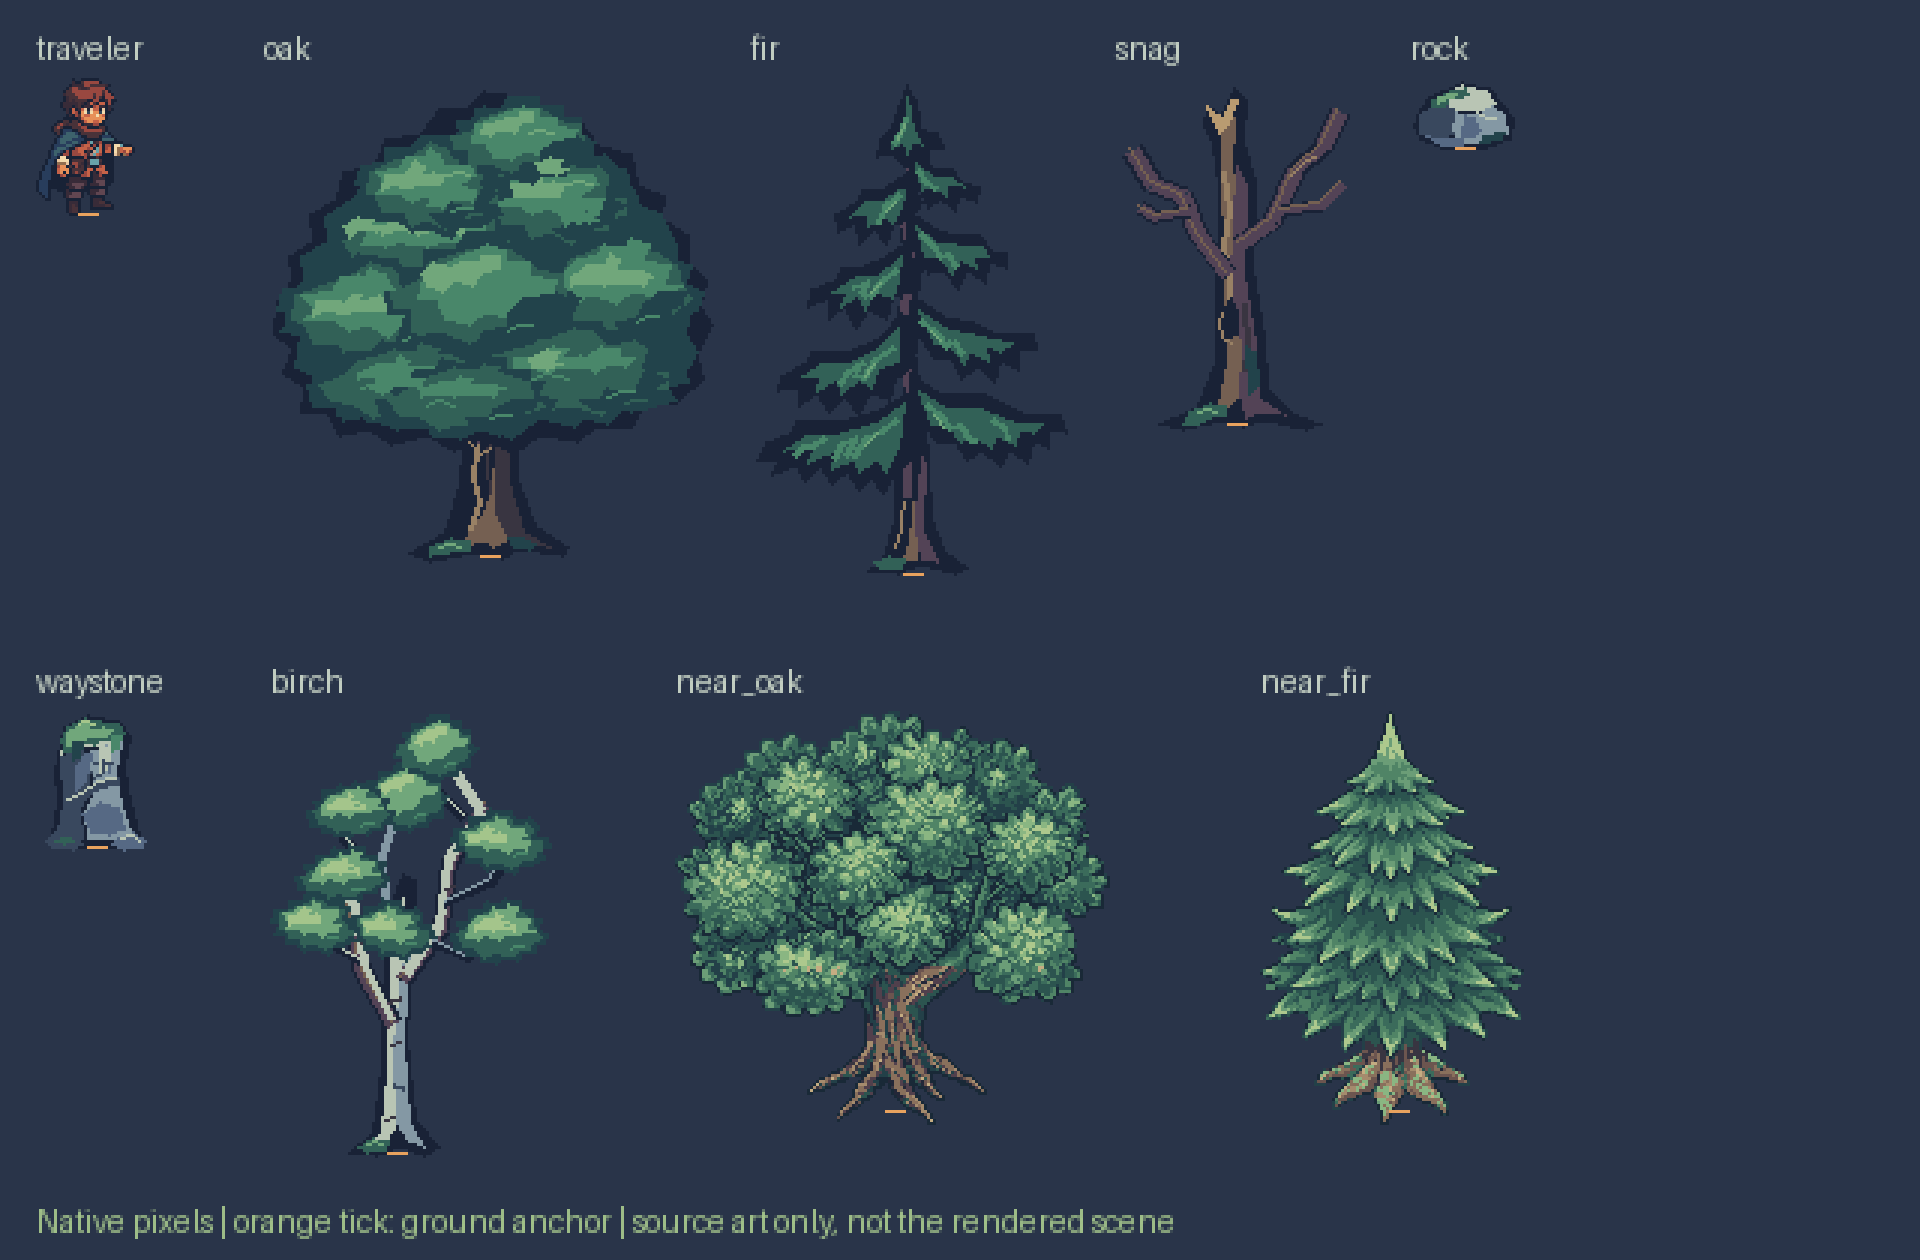 traveler
oak
fir
snag
rock
waystone
birch
near_oak
near_fir
Native pixels | orange tick: ground anchor | source art only, not the rendered scene